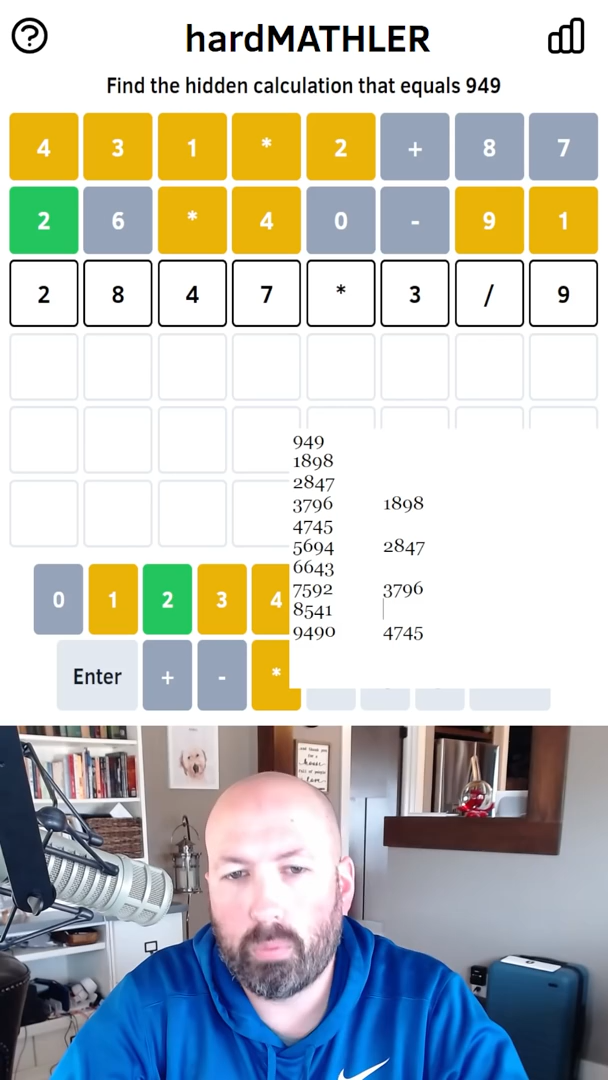 ?
hardMATHLER
Find the hidden calculation that equals 949
4 3 1 * 2 + 8 7
2 6 * 4 0 - 9 1
2 8 4 7 * 3 / 9
949
1898
2847
3796 1898
4745
5694 2847
6643
7592 3796
8541
9490 4745
0 1 2 3 4
Enter + - *